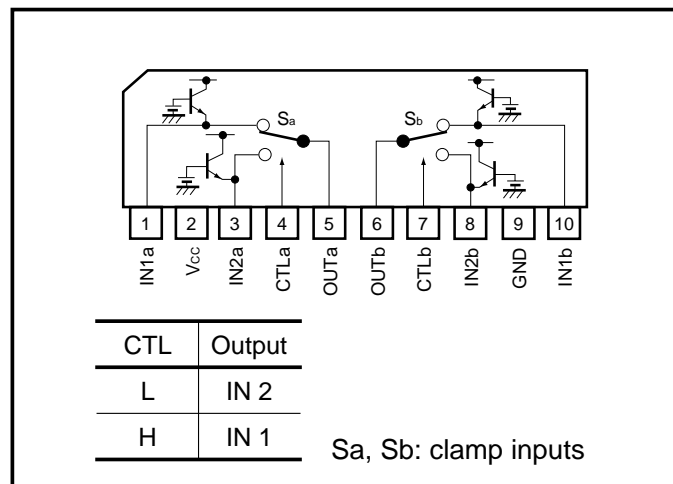 Sa Sb
1 2 3 4 5 6 7 8 9 10
IN1a Vcc IN2a CTLa OUTa OUTb CTLb IN2b GND IN1b
CTL Output
L IN 2
H IN 1
Sa, Sb: clamp inputs